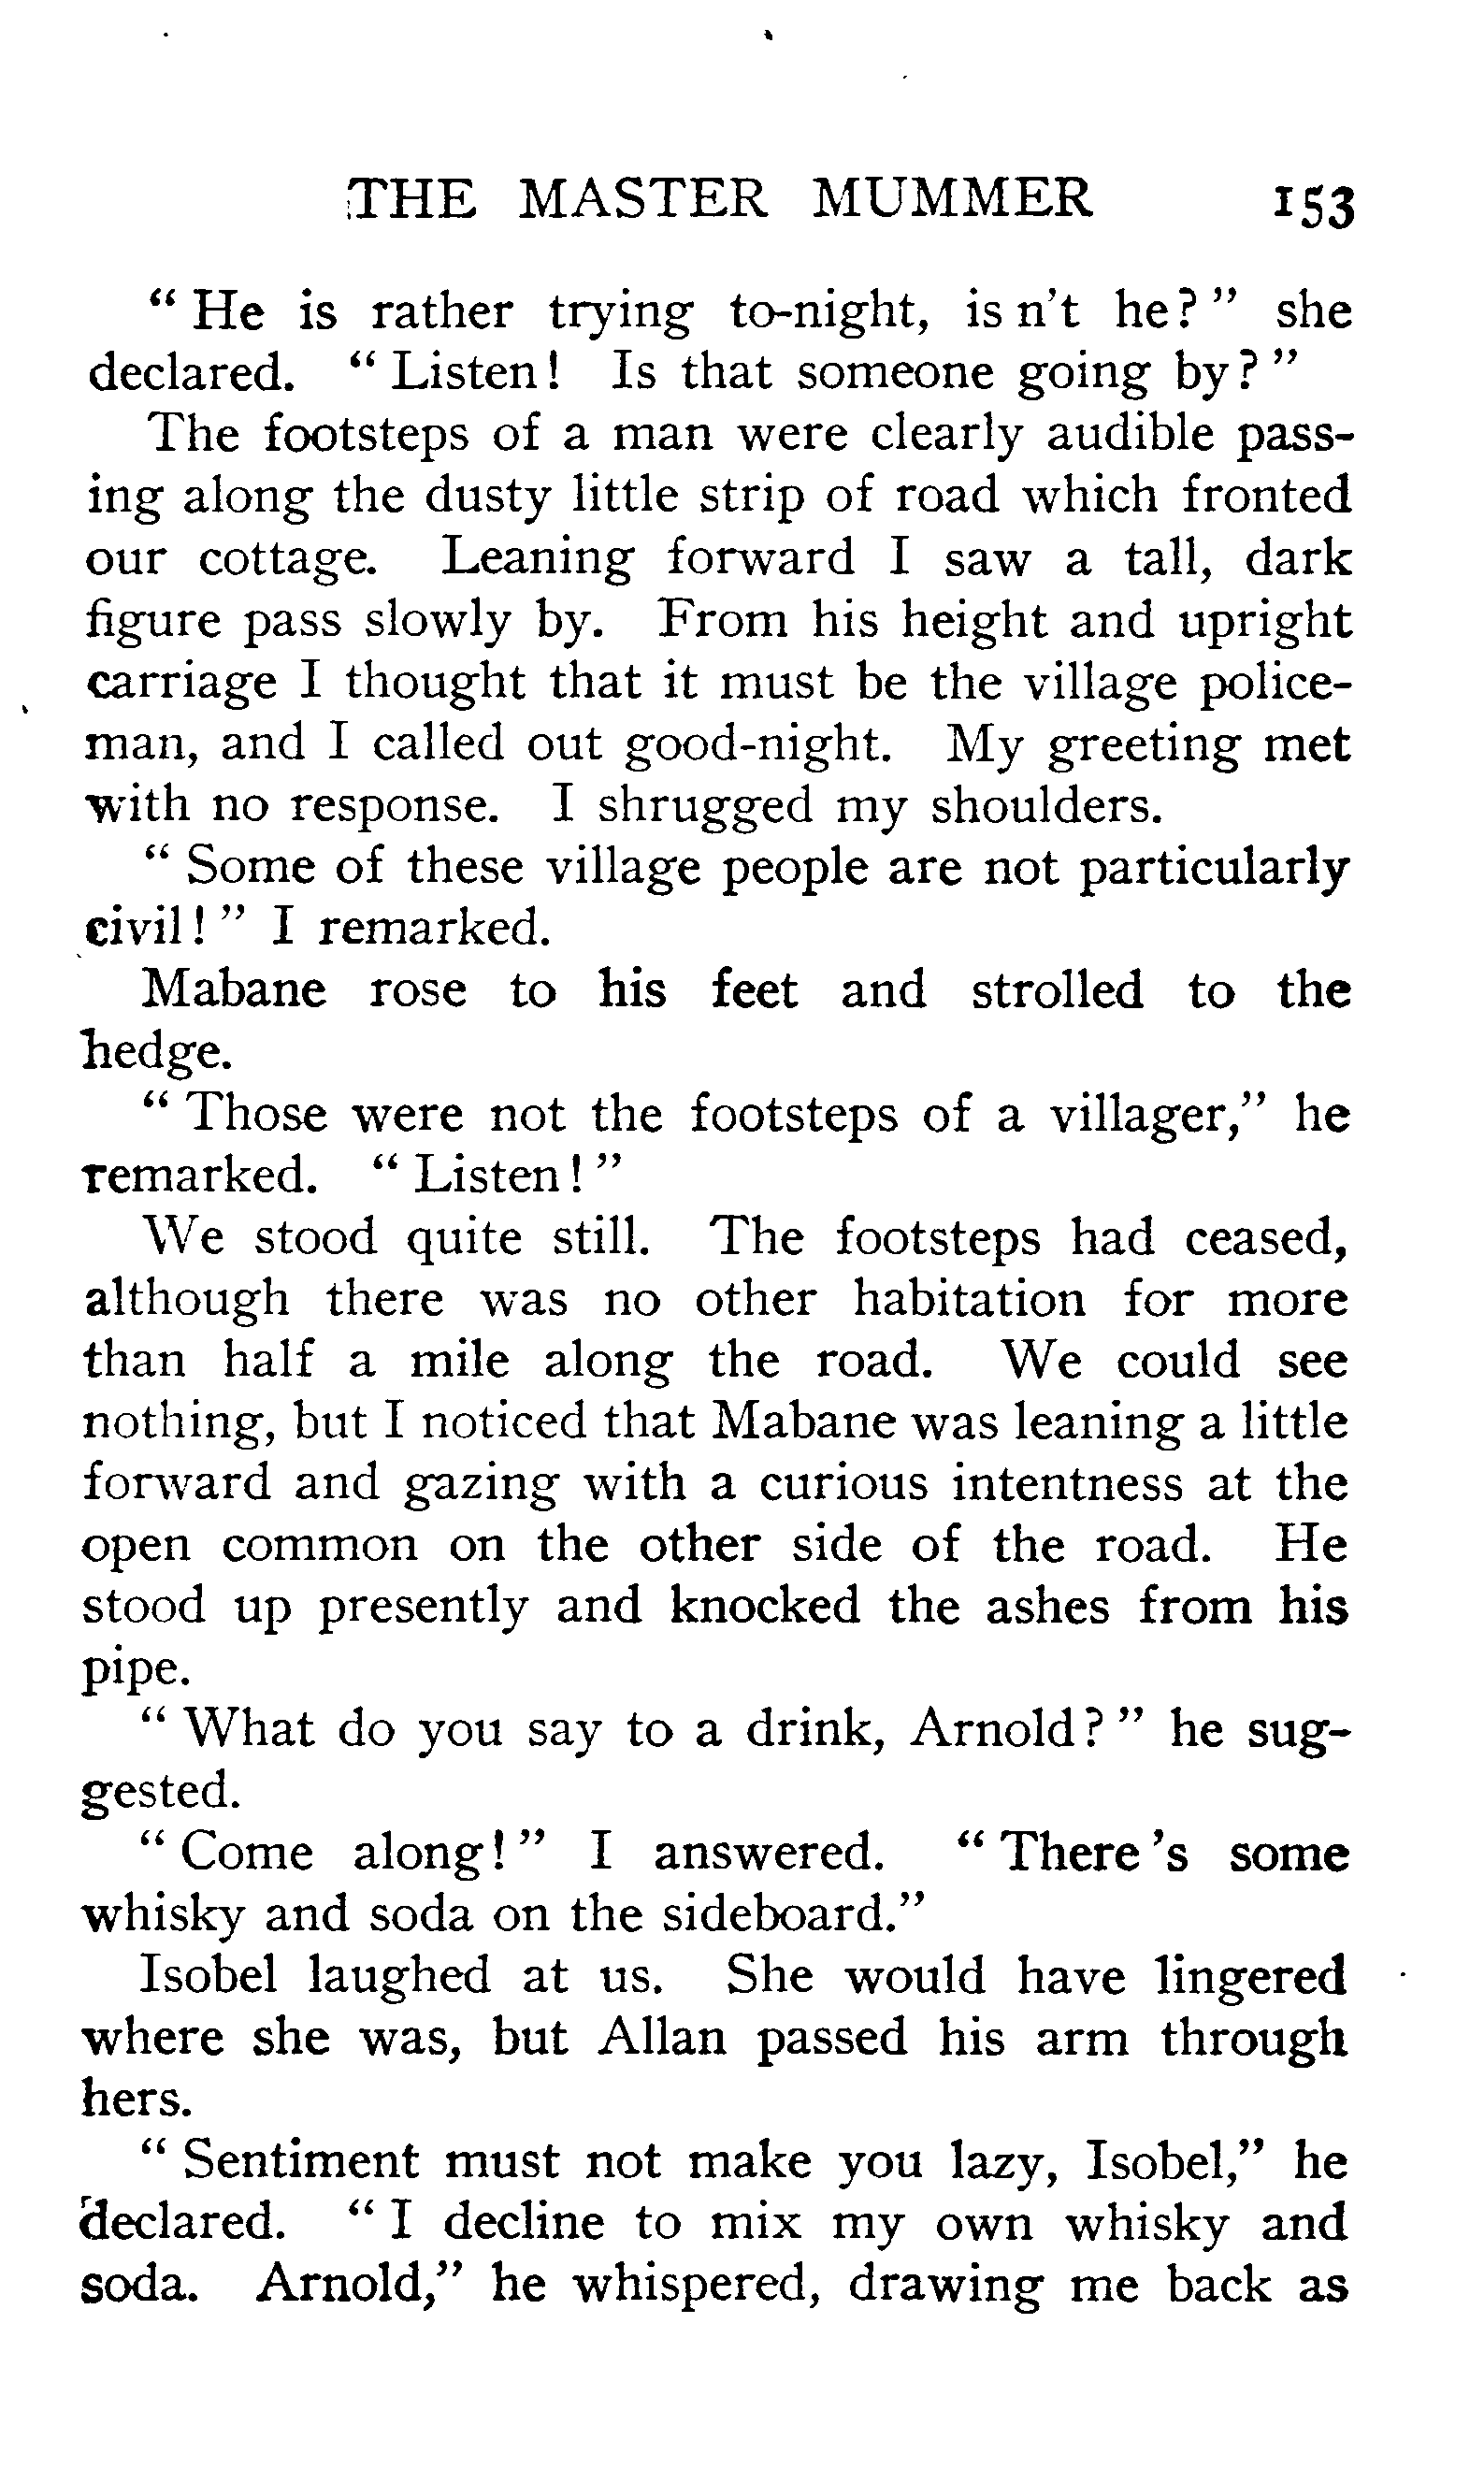 THE MASTER MUMMER 153
“ He is rather trying to-night, is n’t he? ” she
declared. “ Listen! Is that someone going by? ”
The footsteps of a man were clearly audible pass-
ing along the dusty little strip of road which fronted
our cottage. Leaning forward I saw a tall, dark
figure pass slowly by. From his height and upright
carriage I thought that it must be the village police-
man, and I called out good-night. My greeting met
with no response. I shrugged my shoulders.
“ Some of these village people are not particularly
civil! ” I remarked.
Mabane rose to his feet and strolled to the
hedge.
“ Those were not the footsteps of a villager,” he
remarked. “ Listen! ”
We stood quite still. The footsteps had ceased,
although there was no other habitation for more
than half a mile along the road. We could see
nothing, but I noticed that Mabane was leaning a little
forward and gazing with a curious intentness at the
open common on the other side of the road. He
stood up presently and knocked the ashes from his
pipe.
“ What do you say to a drink, Arnold? ” he sug-
gested.
“ Come along! ” I answered. “ There ’s some
whisky and soda on the sideboard.”
Isobel laughed at us. She would have lingered
where she was, but Allan passed his arm through
hers.
“ Sentiment must not make you lazy, Isobel,” he
declared. “ I decline to mix my own whisky and
soda. Arnold,” he whispered, drawing me back as